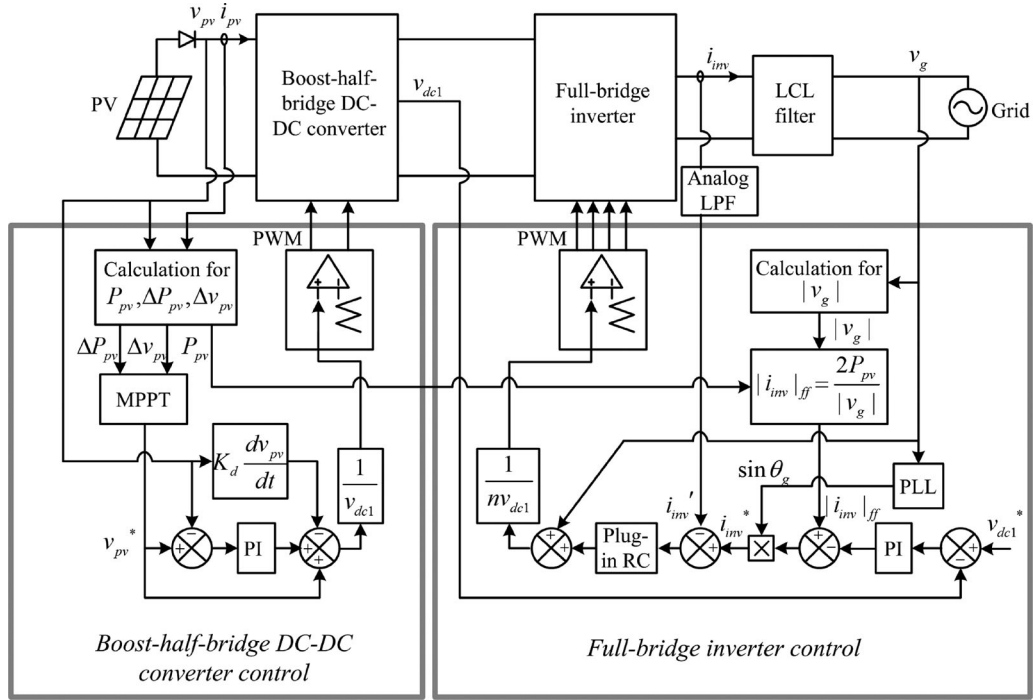 v_pv i_pv
PV
Boost-half-
bridge DC-
DC converter
v_dc1
Full-bridge
inverter
i_inv
LCL
filter
v_g
Grid
Analog
LPF
PWM
PWM
Calculation for
P_pv, ΔP_pv, Δv_pv
ΔP_pv Δv_pv P_pv
MPPT
Calculation for
| v_g |
| v_g |
| i_inv |_ff = 2P_pv / | v_g |
K_d dv_pv / dt
1 / v_dc1
1 / nv_dc1
sin θ_g
PLL
i_inv'
i_inv*
| i_inv |_ff
v_dc1*
v_pv*
PI
Plug-
in RC
PI
+ −
+ −
− + −
+ + +
+ + − + × + − + −
Boost-half-bridge DC-DC
converter control
Full-bridge inverter control